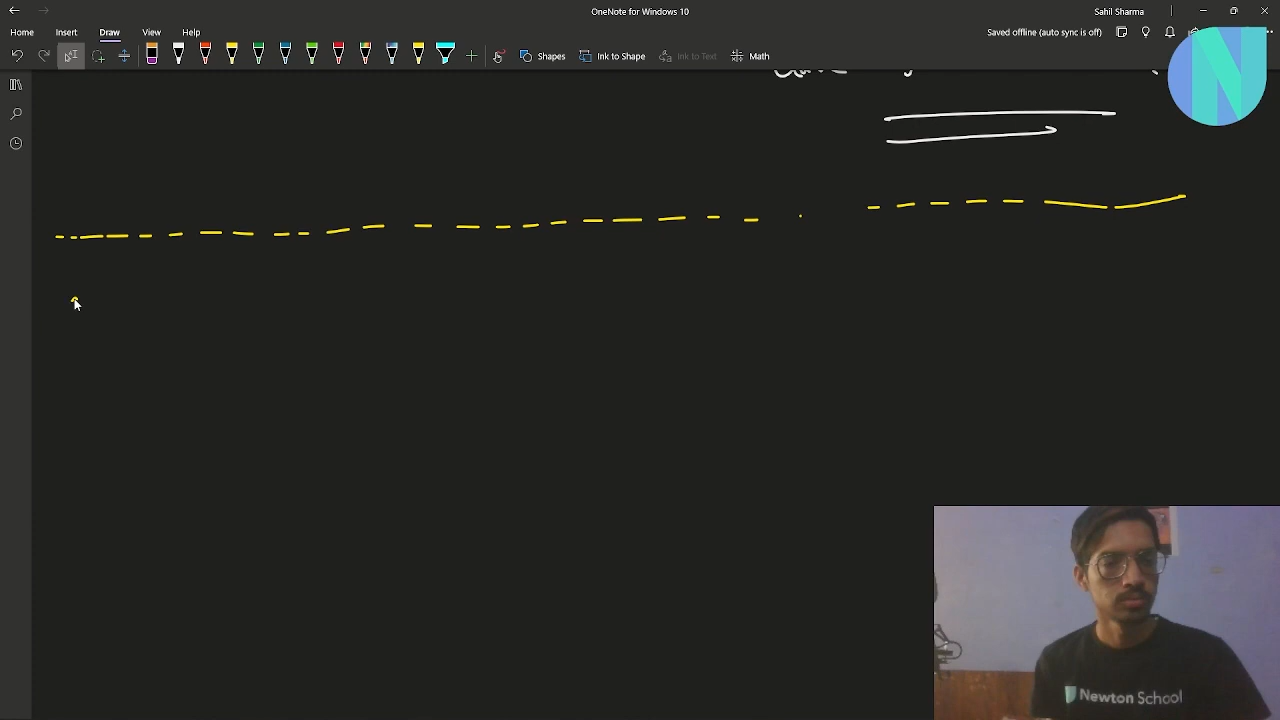 OneNote for Windows 10
Sahil Sharma
Home Insert Draw View Help
Saved offline (auto sync is off)
Shapes Ink to Shape Ink to Text Math
N
Newton School